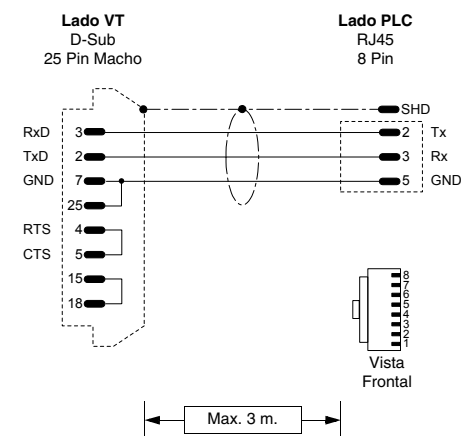 Lado VT
D-Sub
25 Pin Macho
Lado PLC
RJ45
8 Pin
SHD
RxD 3
2 Tx
TxD 2
3 Rx
GND 7
5 GND
25
RTS 4
CTS 5
15
18
8
7
6
5
4
3
2
1
Vista
Frontal
Max. 3 m.